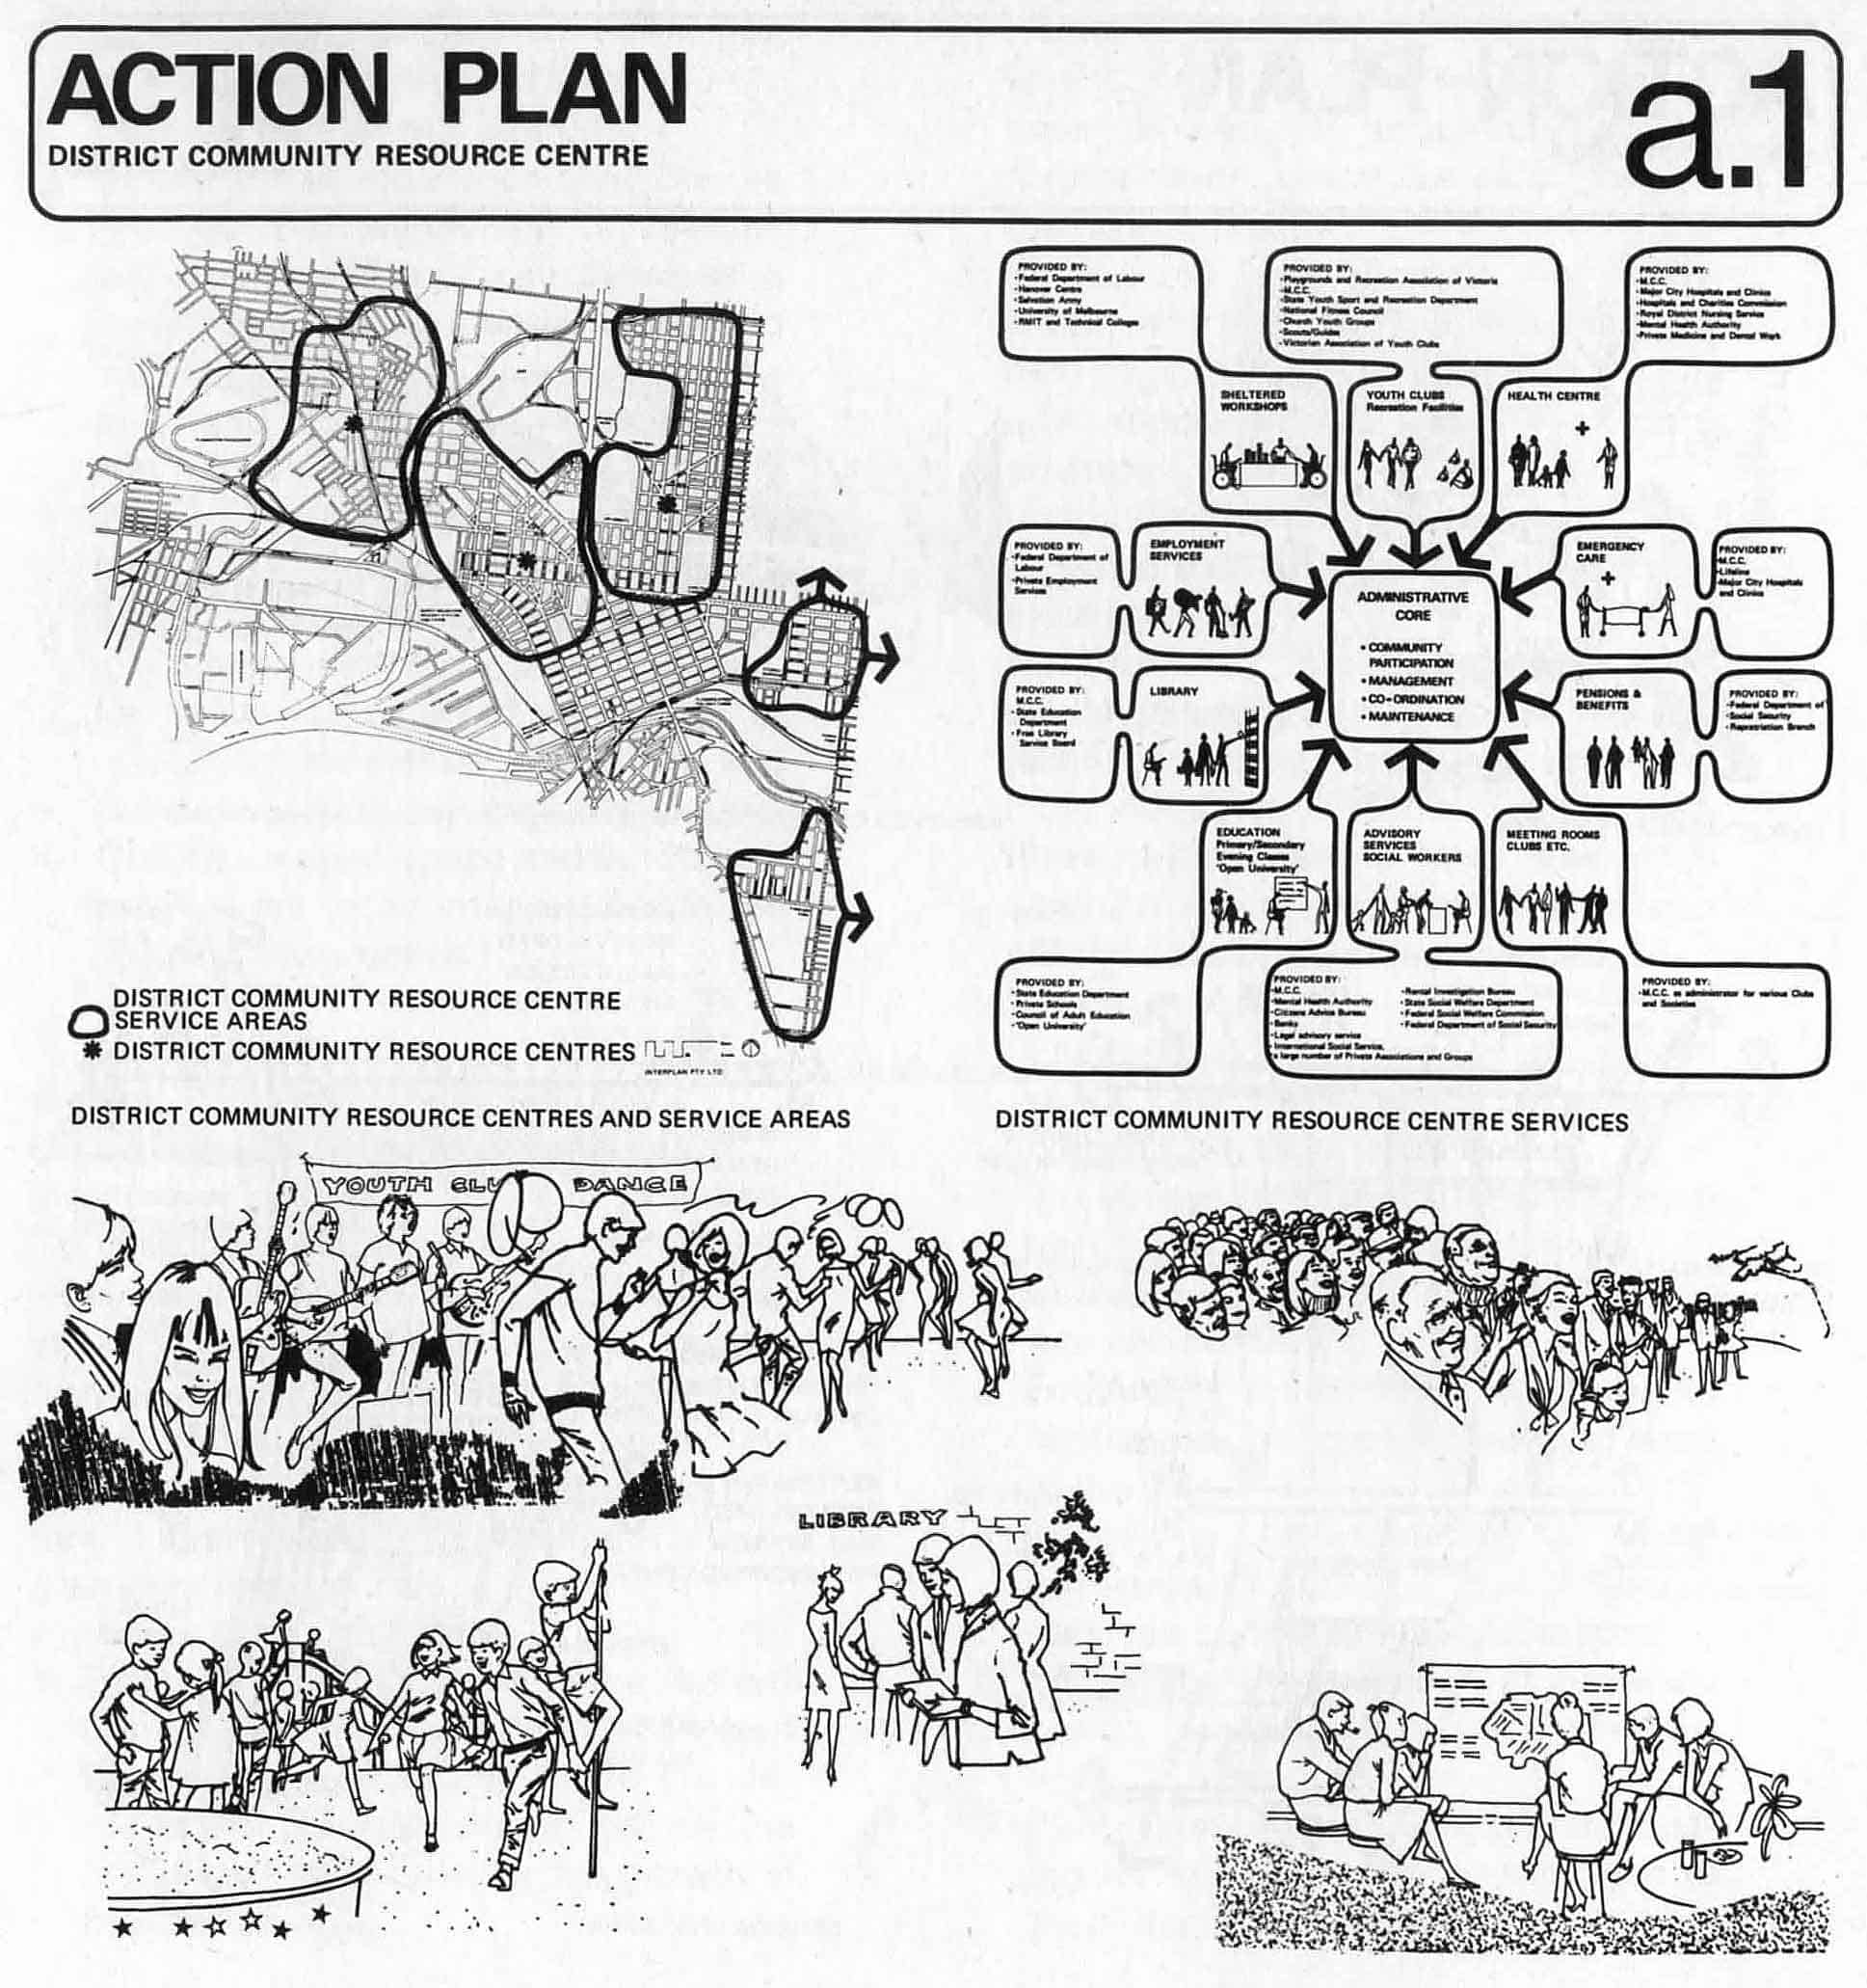 ACTION PLAN
DISTRICT COMMUNITY RESOURCE CENTRE
a.1
PROVIDED BY:
•Federal Department of Labour
•Hanover Centre
•Salvation Army
•University of Melbourne
•RMIT and Technical Colleges
PROVIDED BY:
•Playgrounds and Recreation Association of Victoria
•M.C.C.
•State Youth Sport and Recreation Department
•National Fitness Council
•Church Youth Groups
•Scouts/Guides
•Victorian Association of Youth Clubs
PROVIDED BY:
•M.C.C.
•Major City Hospitals and Clinics
•Hospitals and Charities Commission
•Royal District Nursing Service
•Mental Health Authority
•Private Medicine and Dental Work
SHELTERED
WORKSHOPS
YOUTH CLUBS
Recreation Facilities
HEALTH CENTRE
PROVIDED BY:
•Federal Department of
Labour
•Private Employment
Services
EMPLOYMENT
SERVICES
EMERGENCY
CARE
PROVIDED BY:
•M.C.C.
•Lifeline
•Major City Hospitals
and Clinics
ADMINISTRATIVE
CORE
• COMMUNITY
PARTICIPATION
• MANAGEMENT
• CO-ORDINATION
• MAINTENANCE
PROVIDED BY:
M.C.C.
•State Education
Department
•Free Library
Service Board
LIBRARY
PENSIONS &
BENEFITS
PROVIDED BY:
•Federal Department of
•Social Security
•Repatriation Branch
EDUCATION
Primary/Secondary
Evening Classes
'Open University'
ADVISORY
SERVICES
SOCIAL WORKERS
MEETING ROOMS
CLUBS ETC.
PROVIDED BY:
•State Education Department
•Private Schools
•Council of Adult Education
•'Open University'
PROVIDED BY:
•M.C.C.
•Mental Health Authority
•Citizens Advice Bureau
•Banks
•Legal advisory service
•International Social Service,
a large number of Private Associations and Groups
•Rental Investigation Bureau
•State Social Welfare Department
•Federal Social Welfare Commission
•Federal Department of Social Security
PROVIDED BY:
•M.C.C. as administrator for various Clubs
and Societies
DISTRICT COMMUNITY RESOURCE CENTRE
SERVICE AREAS
DISTRICT COMMUNITY RESOURCE CENTRES
INTERPLAN PTY LTD
DISTRICT COMMUNITY RESOURCE CENTRES AND SERVICE AREAS
DISTRICT COMMUNITY RESOURCE CENTRE SERVICES
YOUTH CLU DANCE
LIBRARY